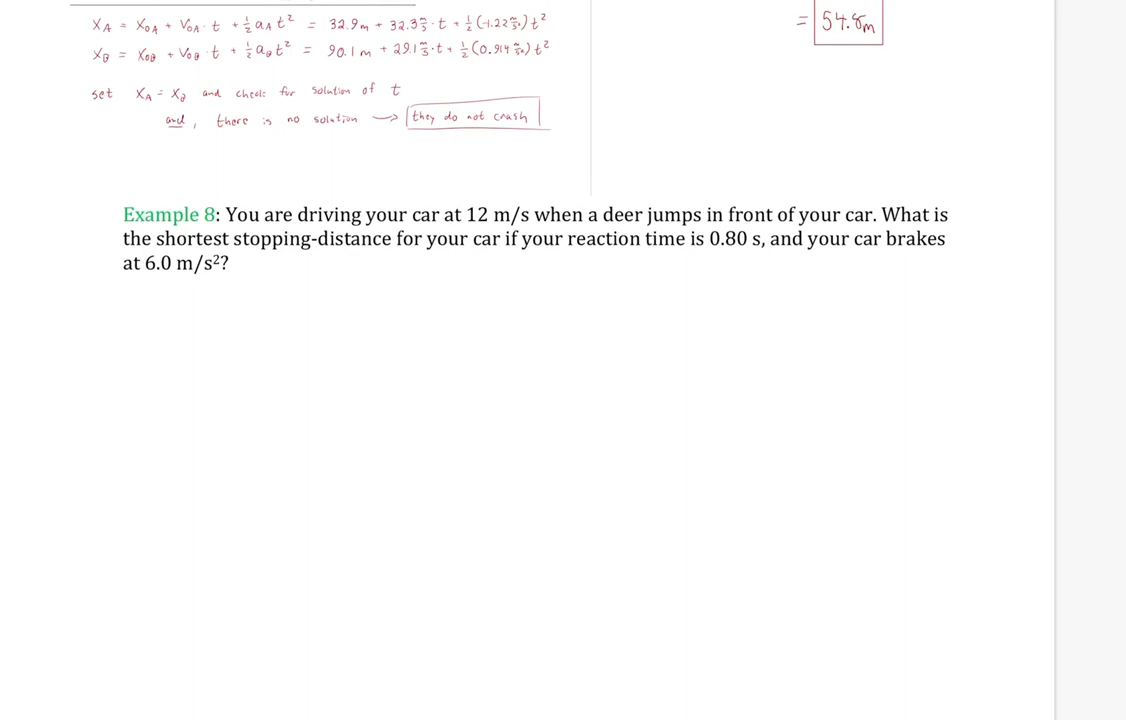 X_A = X_0A + V_0A · t + ½ a_A t² = 32.9m + 32.3 m/s · t + ½ (-1.22 m/s²) t²
= 54.8m
X_B = X_0B + V_0B · t + ½ a_B t² = 90.1m + 29.1 m/s · t + ½ (0.914 m/s²) t²
set X_A = X_B and check for solution of t
and, there is no solution → they do not crash
Example 8: You are driving your car at 12 m/s when a deer jumps in front of your car. What is
the shortest stopping-distance for your car if your reaction time is 0.80 s, and your car brakes
at 6.0 m/s²?